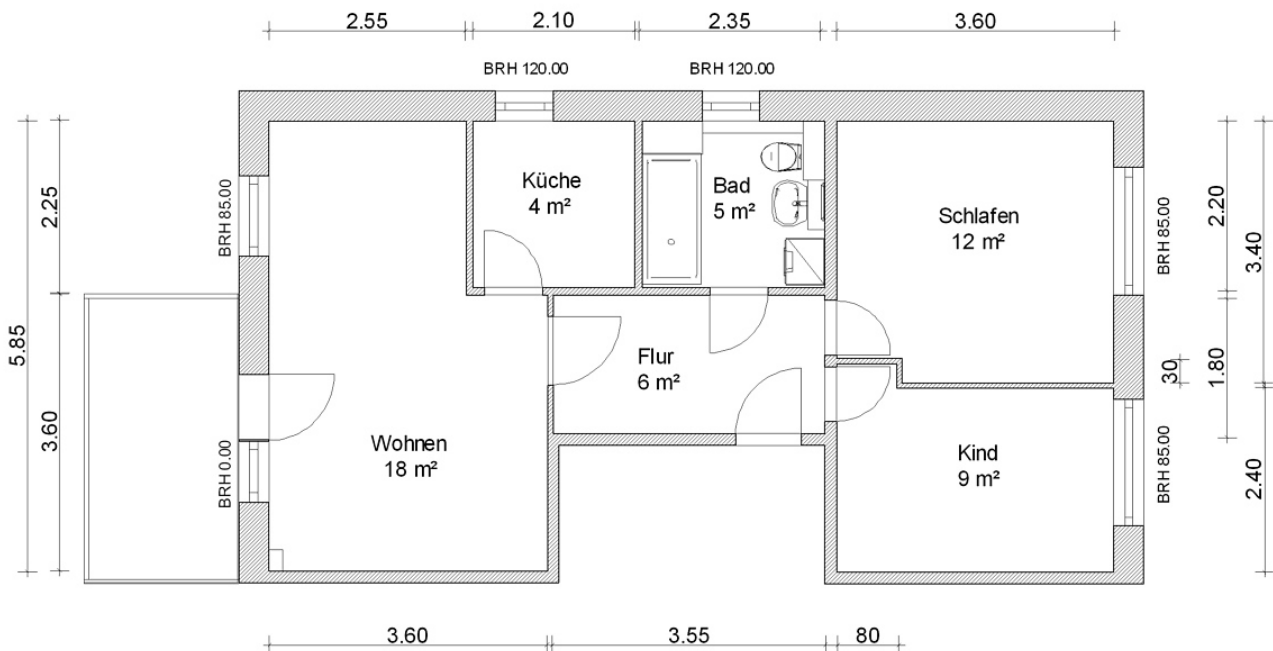 2.55
2.10
2.35
3.60
BRH 120.00
BRH 120.00
5.85
2.25
3.60
BRH 85.00
BRH 0.00
Küche
4 m²
Bad
5 m²
Schlafen
12 m²
Flur
6 m²
Wohnen
18 m²
Kind
9 m²
BRH 85.00
BRH 85.00
30
2.20
1.80
3.40
2.40
3.60
3.55
80